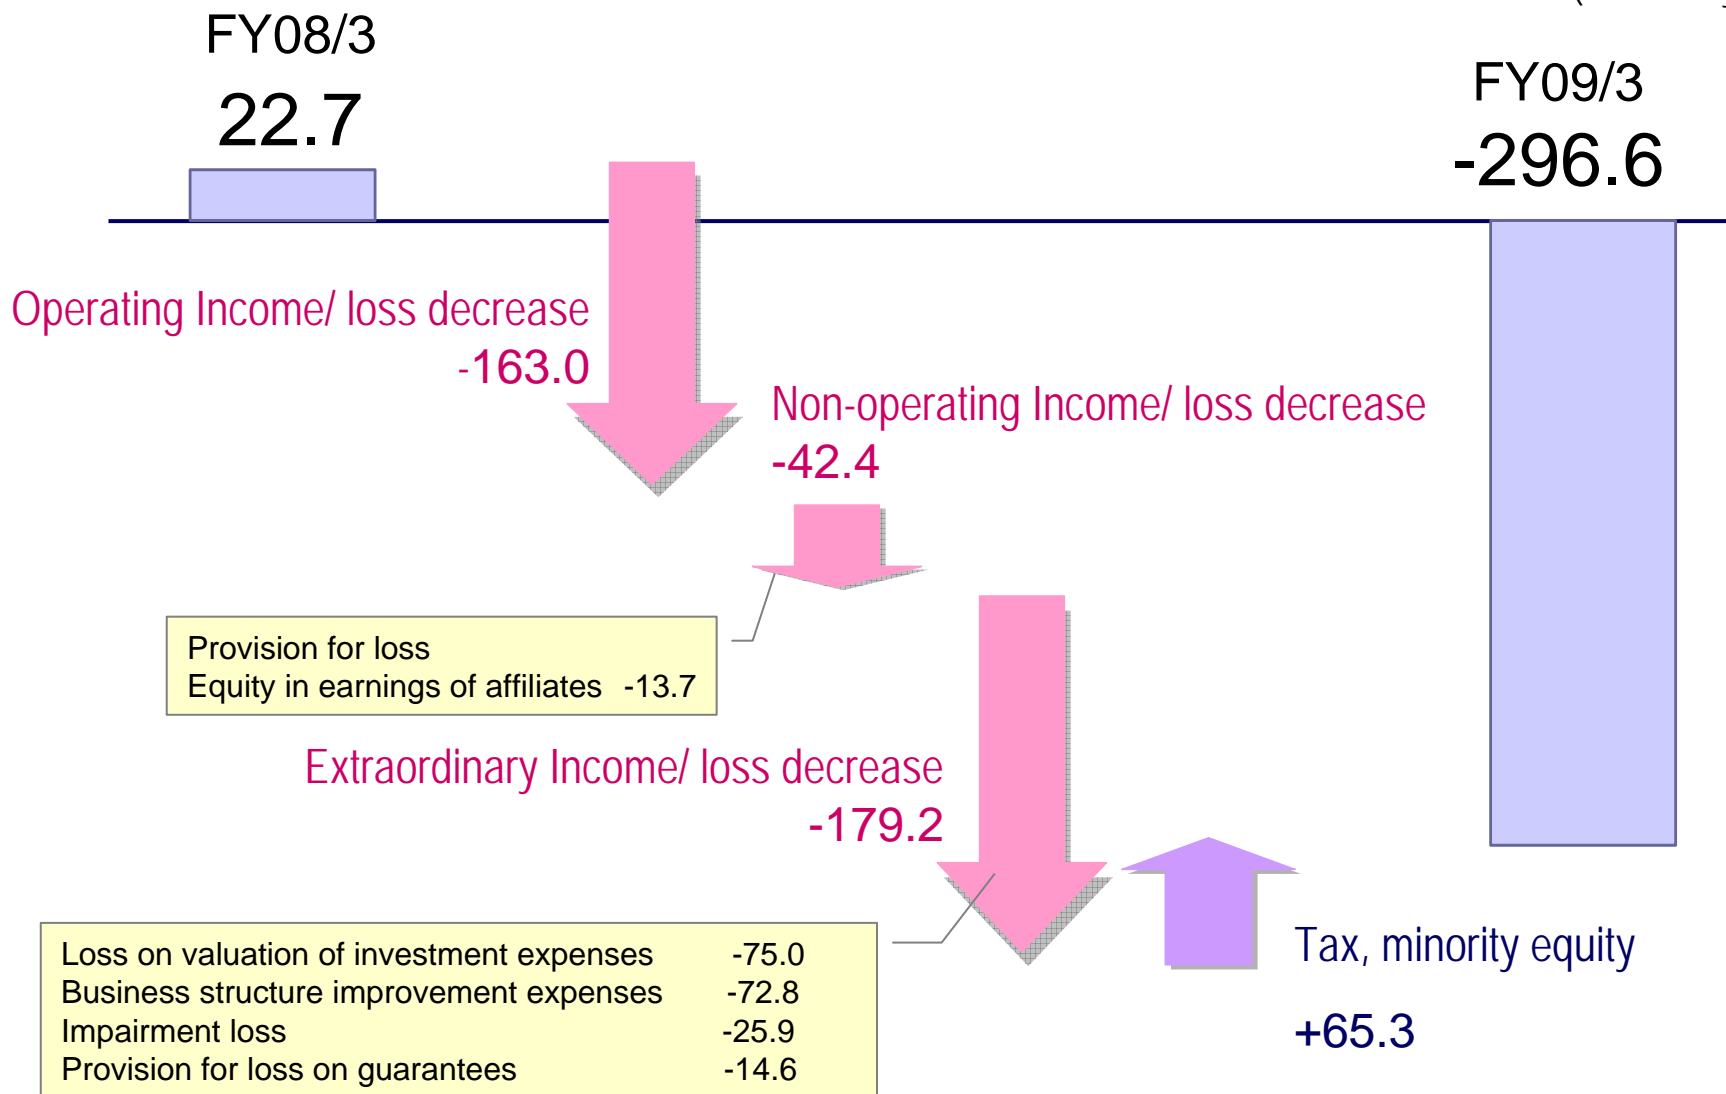 FY08/3
22.7
FY09/3
-296.6
Operating Income/ loss decrease
-163.0
Non-operating Income/ loss decrease
-42.4
Provision for loss
Equity in earnings of affiliates -13.7
Extraordinary Income/ loss decrease
-179.2
Loss on valuation of investment expenses -75.0
Business structure improvement expenses -72.8
Impairment loss -25.9
Provision for loss on guarantees -14.6
Tax, minority equity
+65.3